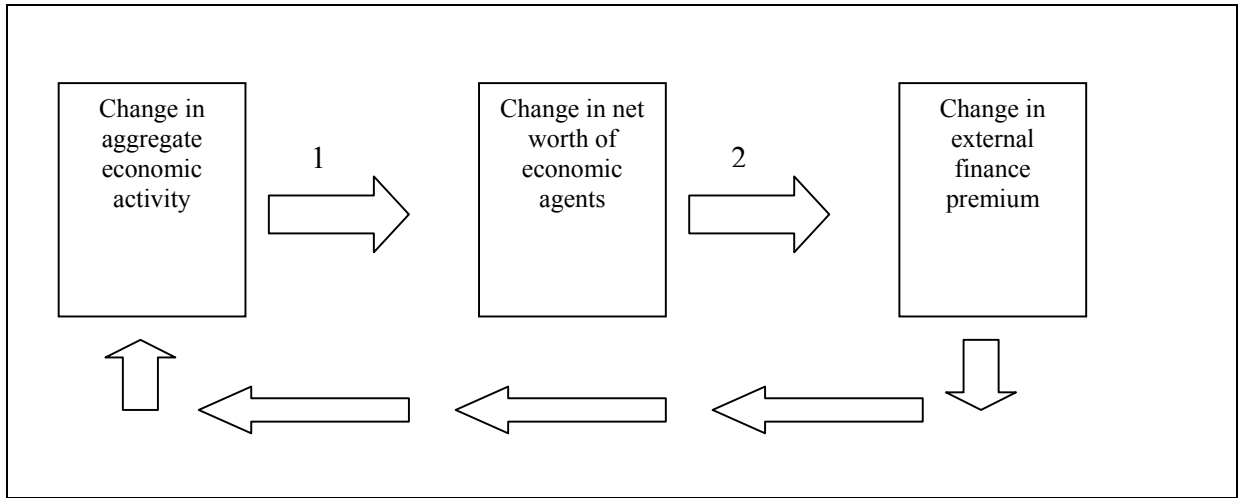 Change in
aggregate
economic
activity
1
Change in net
worth of
economic
agents
2
Change in
external
finance
premium